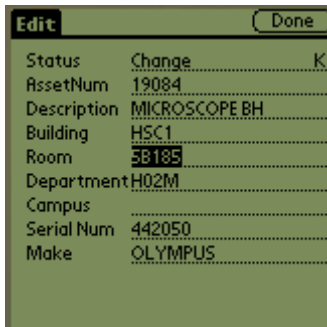 Edit Done
Status Change K
AssetNum 19084
Description MICROSCOPE BH
Building HSC1
Room 5B185
Department H02M
Campus
Serial Num 442050
Make OLYMPUS